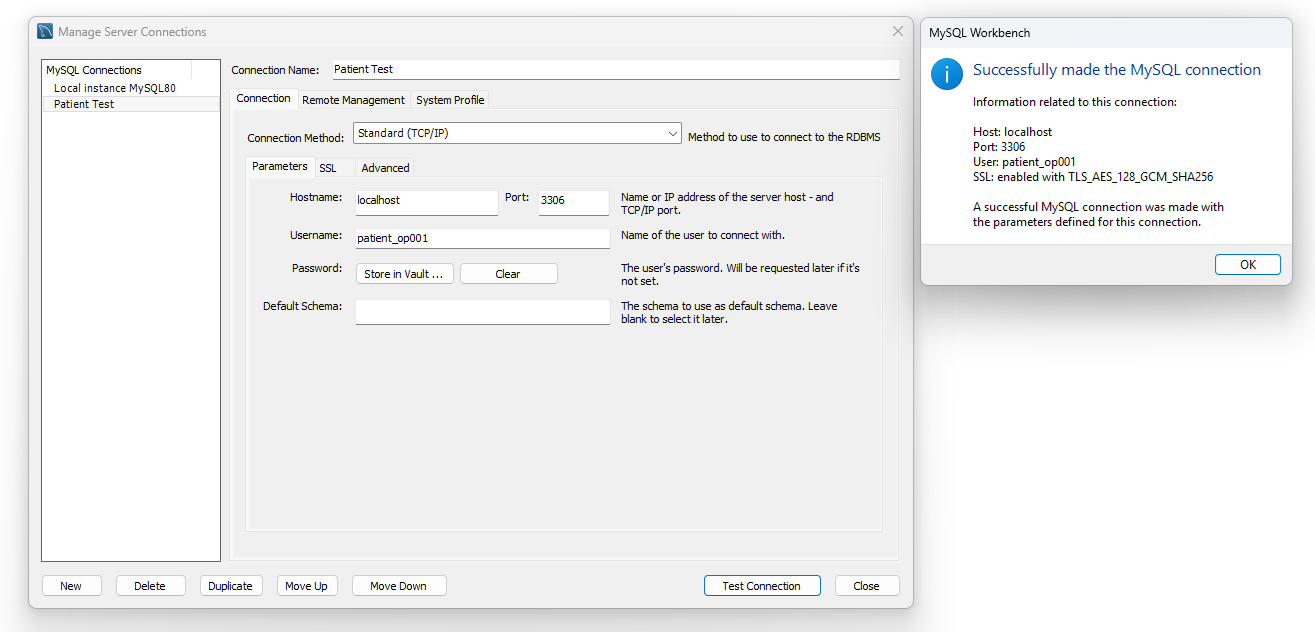 Manage Server Connections
MySQL Connections
Local instance MySQL80
Patient Test
Connection Name: Patient Test
Connection Remote Management System Profile
Connection Method: Standard (TCP/IP) Method to use to connect to the RDBMS
Parameters SSL Advanced
Hostname: localhost Port: 3306 Name or IP address of the server host - and
TCP/IP port.
Username: patient_op001 Name of the user to connect with.
Password: Store in Vault ... Clear The user's password. Will be requested later if it's
not set.
Default Schema: The schema to use as default schema. Leave
blank to select it later.
New Delete Duplicate Move Up Move Down Test Connection Close
MySQL Workbench
Successfully made the MySQL connection
Information related to this connection:
Host: localhost
Port: 3306
User: patient_op001
SSL: enabled with TLS_AES_128_GCM_SHA256
A successful MySQL connection was made with
the parameters defined for this connection.
OK